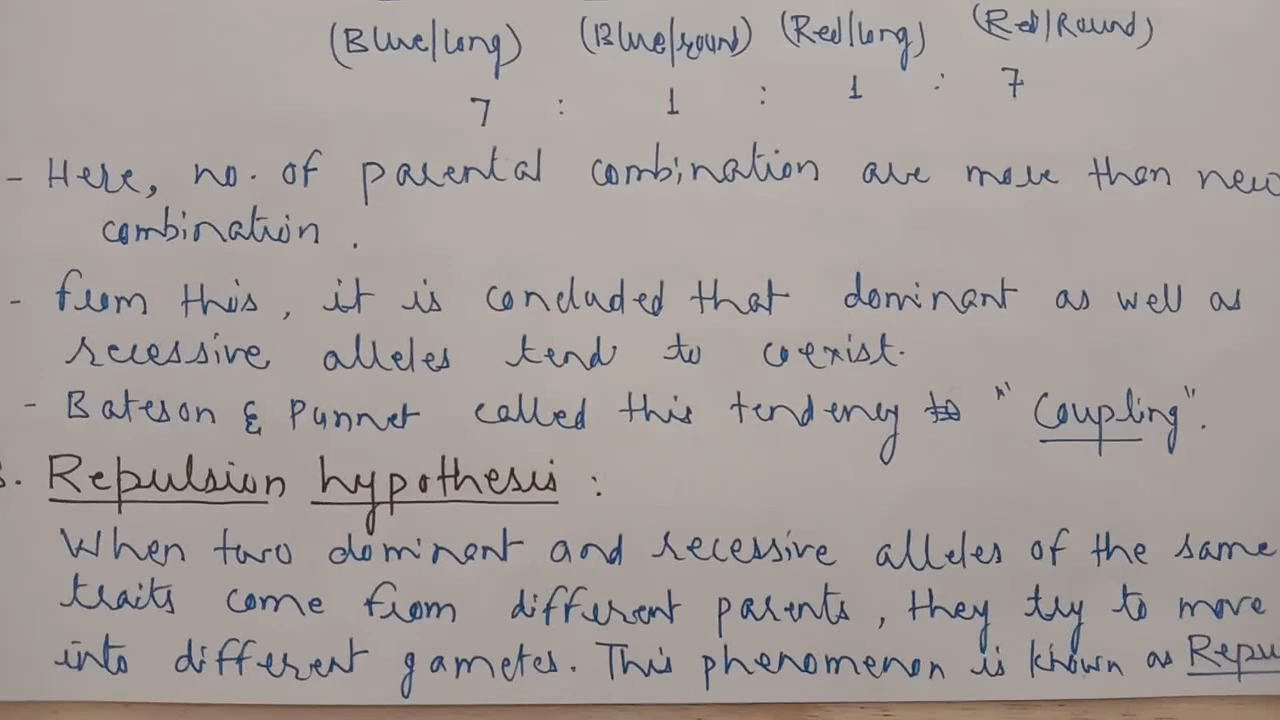 (Blue/Long) (Blue/round) (Red/Long) (Red/Round)
7 : 1 : 1 : 7
- Here, no. of parental combination are more than new
combination.
- from this, it is concluded that dominant as well as
recessive alleles tend to coexist.
- Bateson & Punnet called this tendency "Coupling".
3. Repulsion hypothesis :
When two dominant and recessive alleles of the same
traits come from different parents, they try to move
into different gametes. This phenomenon is known as Repu